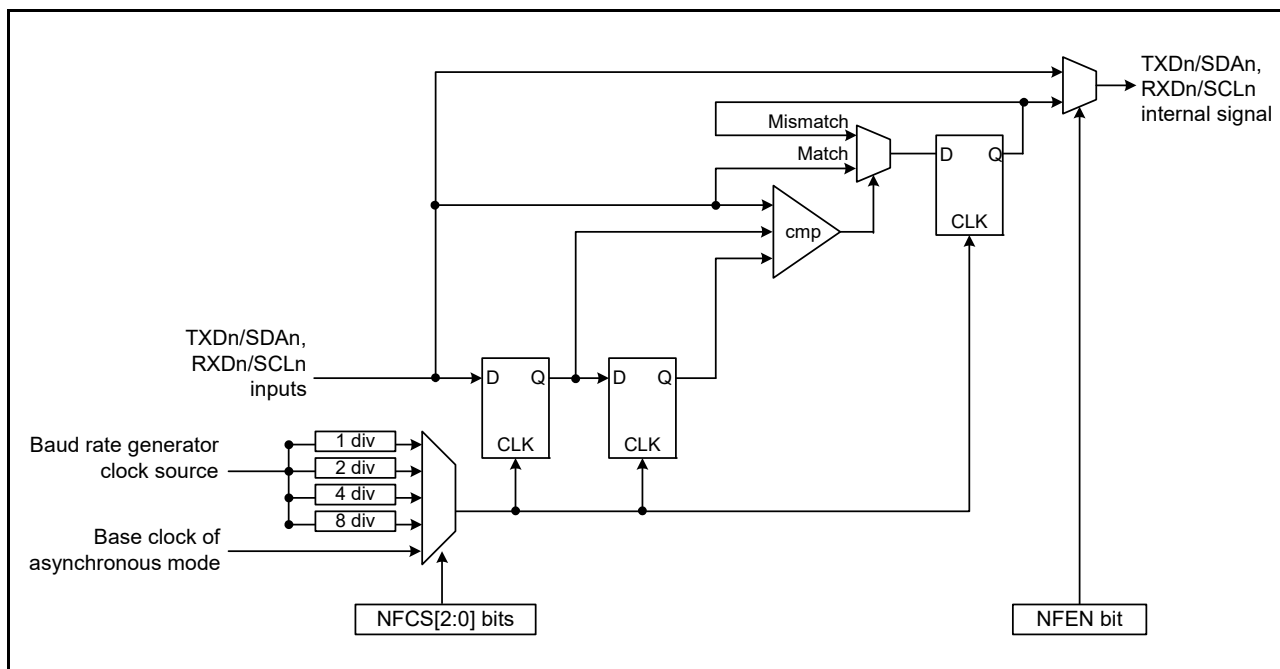 TXDn/SDAn,
RXDn/SCLn
internal signal
Mismatch
Match
D
Q
CLK
cmp
TXDn/SDAn,
RXDn/SCLn
inputs
D
Q
CLK
D
Q
CLK
Baud rate generator
clock source
1 div
2 div
4 div
8 div
Base clock of
asynchronous mode
NFCS[2:0] bits
NFEN bit